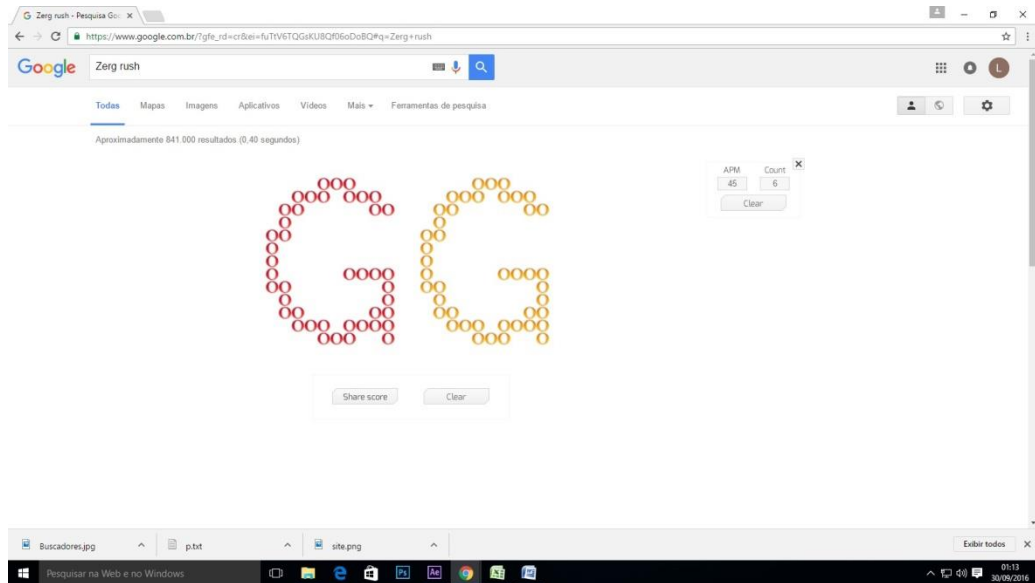 Zerg rush - Pesquisa Goo
https://www.google.com.br/?gfe_rd=cr&ei=fuTtV6TQGsKU8Qf06oDoBQ#q=Zerg+rush
Google Zerg rush L
Todas Mapas Imagens Aplicativos Vídeos Mais Ferramentas de pesquisa
Aproximadamente 841.000 resultados (0,40 segundos)
APM Count
45 6
Clear
GG
Share score Clear
Buscadores.jpg p.txt site.png Exibir todos
Pesquisar na Web e no Windows Ps Ae 01:13
30/09/2016